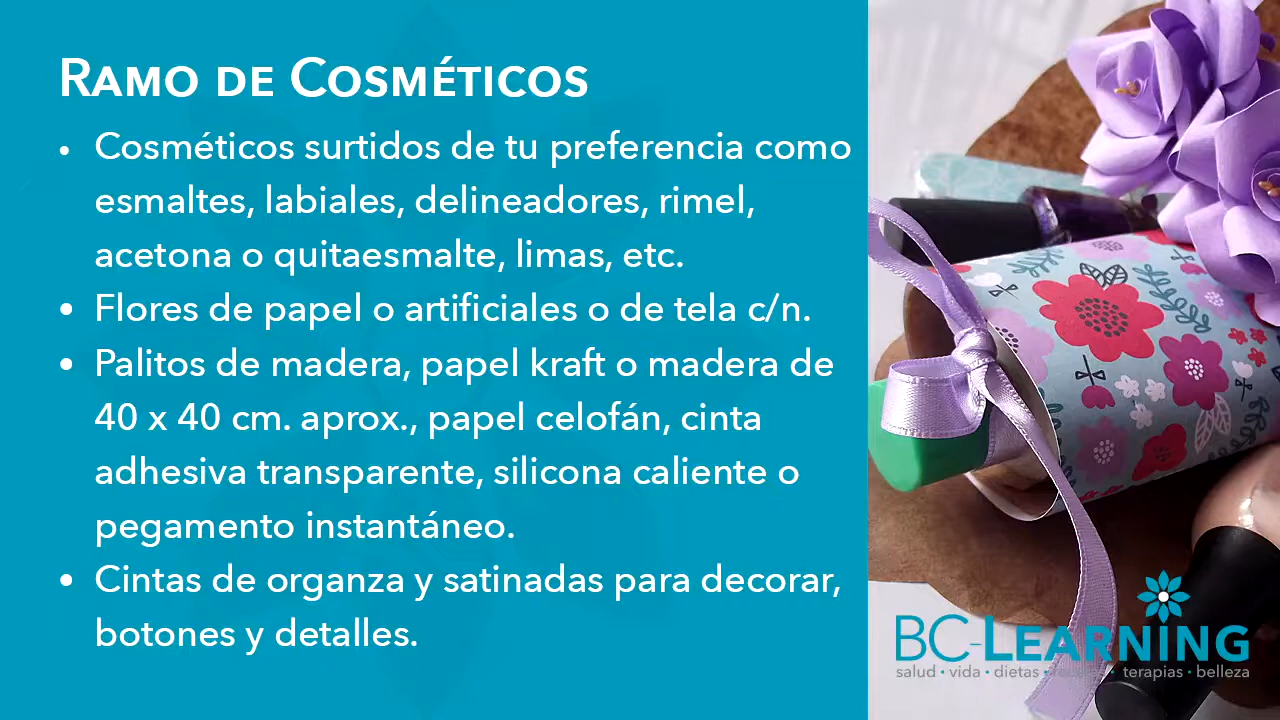 RAMO DE COSMÉTICOS
• Cosméticos surtidos de tu preferencia como
esmaltes, labiales, delineadores, rimel,
acetona o quitaesmalte, limas, etc.
• Flores de papel o artificiales o de tela c/n.
• Palitos de madera, papel kraft o madera de
40 x 40 cm. aprox., papel celofán, cinta
adhesiva transparente, silicona caliente o
pegamento instantáneo.
• Cintas de organza y satinadas para decorar,
botones y detalles.
BC-LEARNING
salud · vida · dietas · terapias · belleza